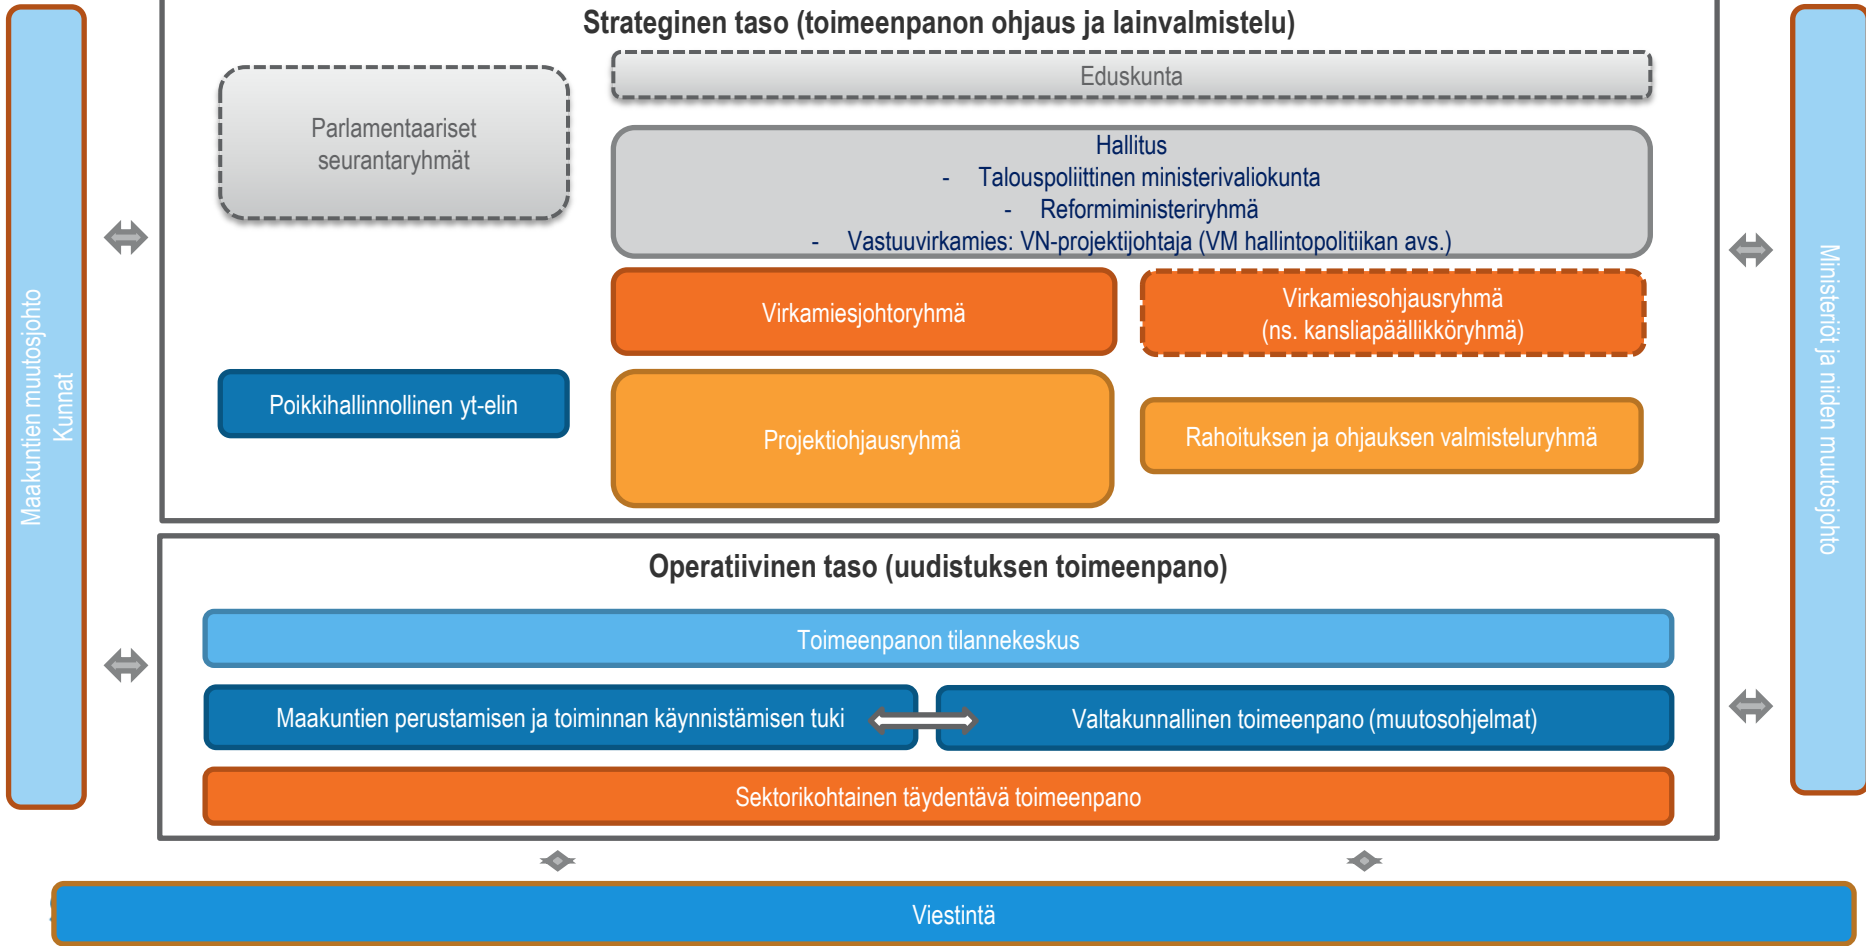 Strateginen taso (toimeenpanon ohjaus ja lainvalmistelu)
Eduskunta
Parlamentaariset
seurantaryhmät
Hallitus
- Talouspoliittinen ministerivaliokunta
- Reformiministeriryhmä
- Vastuuvirkamies: VN-projektijohtaja (VM hallintopolitiikan avs.)
Virkamiesjohtoryhmä
Virkamiesohjausryhmä
(ns. kansliapäällikköryhmä)
Poikkihallinnollinen yt-elin
Projektiohjausryhmä
Rahoituksen ja ohjauksen valmisteluryhmä
Maakuntien muutosjohto
Kunnat
Ministeriöt ja niiden muutosjohto
Operatiivinen taso (uudistuksen toimeenpano)
Toimeenpanon tilannekeskus
Maakuntien perustamisen ja toiminnan käynnistämisen tuki
Valtakunnallinen toimeenpano (muutosohjelmat)
Sektorikohtainen täydentävä toimeenpano
Viestintä